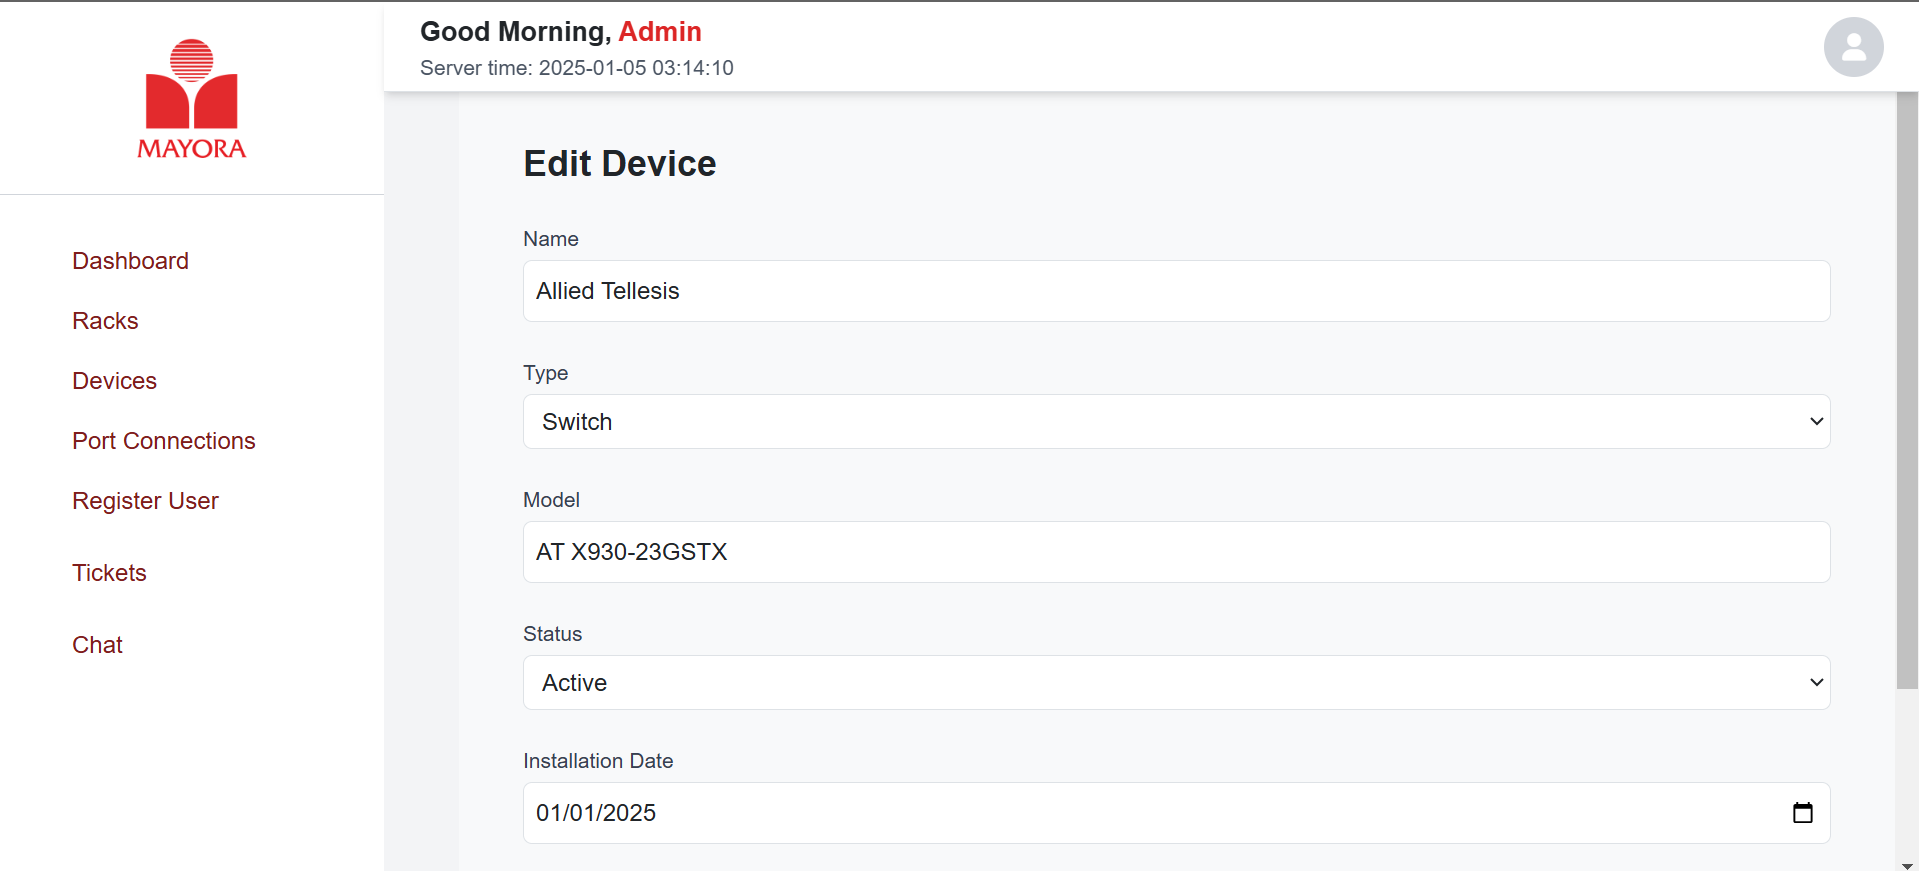 MAYORA
Dashboard
Racks
Devices
Port Connections
Register User
Tickets
Chat
Good Morning, Admin
Server time: 2025-01-05 03:14:10
Edit Device
Name
Allied Tellesis
Type
Switch
Model
AT X930-23GSTX
Status
Active
Installation Date
01/01/2025